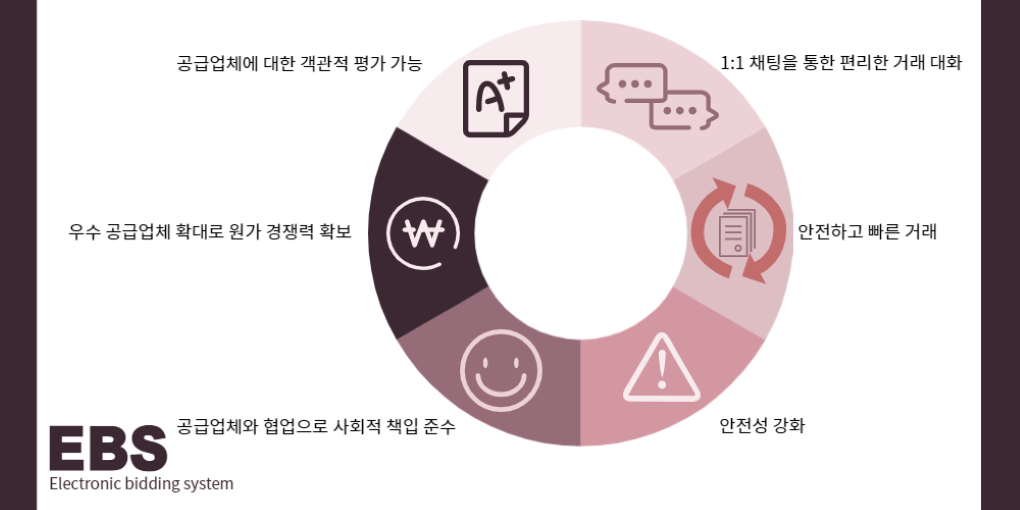 공급업체에 대한 객관적 평가 가능
1:1 채팅을 통한 편리한 거래 대화
A+
₩
우수 공급업체 확대로 원가 경쟁력 확보
안전하고 빠른 거래
!
공급업체와 협업으로 사회적 책입 준수
안전성 강화
EBS
Electronic bidding system